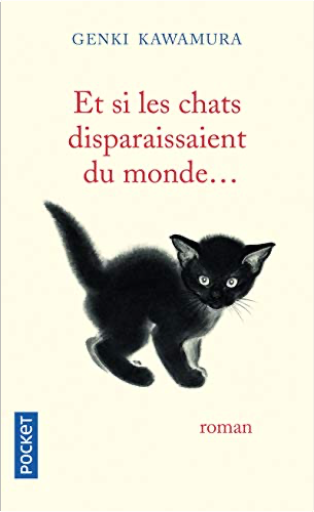 GENKI KAWAMURA
Et si les chats
disparaissaient
du monde…
roman
POCKET